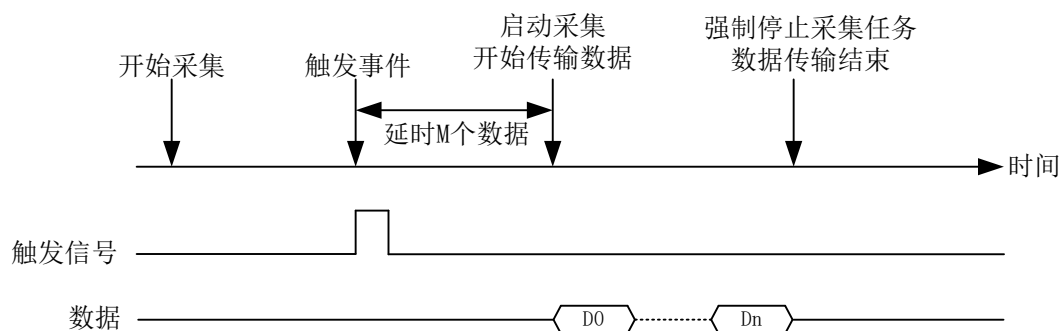 开始采集
触发事件
启动采集
开始传输数据
强制停止采集任务
数据传输结束
延时M个数据
时间
触发信号
数据
D0
Dn